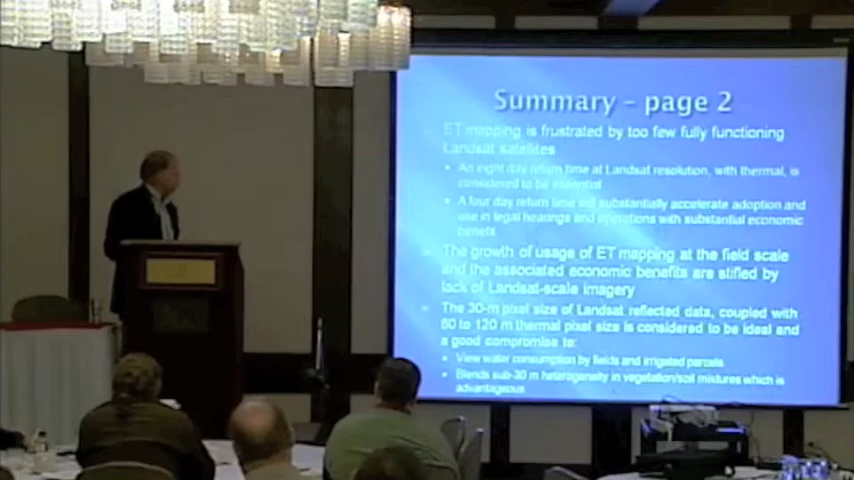 Summary - page 2
ET mapping is frustrated by too few fully functioning
Landsat satellites
An eight day return time at Landsat resolution, with thermal, is
considered to be essential
A four day return time will substantially accelerate adoption and
use in legal hearings and operations with substantial economic
benefit
The growth of usage of ET mapping at the field scale
and the associated economic benefits are stifled by
lack of Landsat-scale imagery
The 30-m pixel size of Landsat reflected data, coupled with
60 to 120 m thermal pixel size is considered to be ideal and
a good compromise to:
View water consumption by fields and irrigated parcels
Blends sub-30 m heterogeneity in vegetation/soil mixtures which is
advantageous